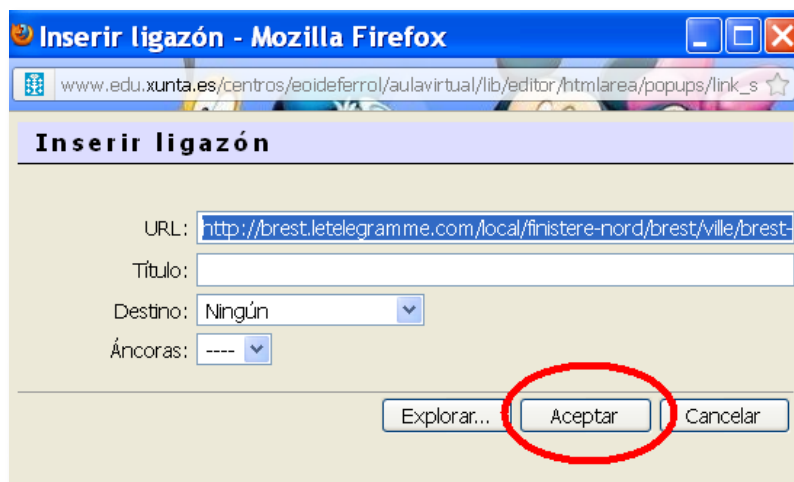 Inserir ligazón - Mozilla Firefox
www.edu.xunta.es/centros/eoideferrol/aulavirtual/lib/editor/htmlarea/popups/link_s
Inserir ligazón
URL: http://brest.letelegramme.com/local/finistere-nord/brest/ville/brest-
Título:
Destino: Ningún
Áncoras: ----
Explorar... Aceptar Cancelar